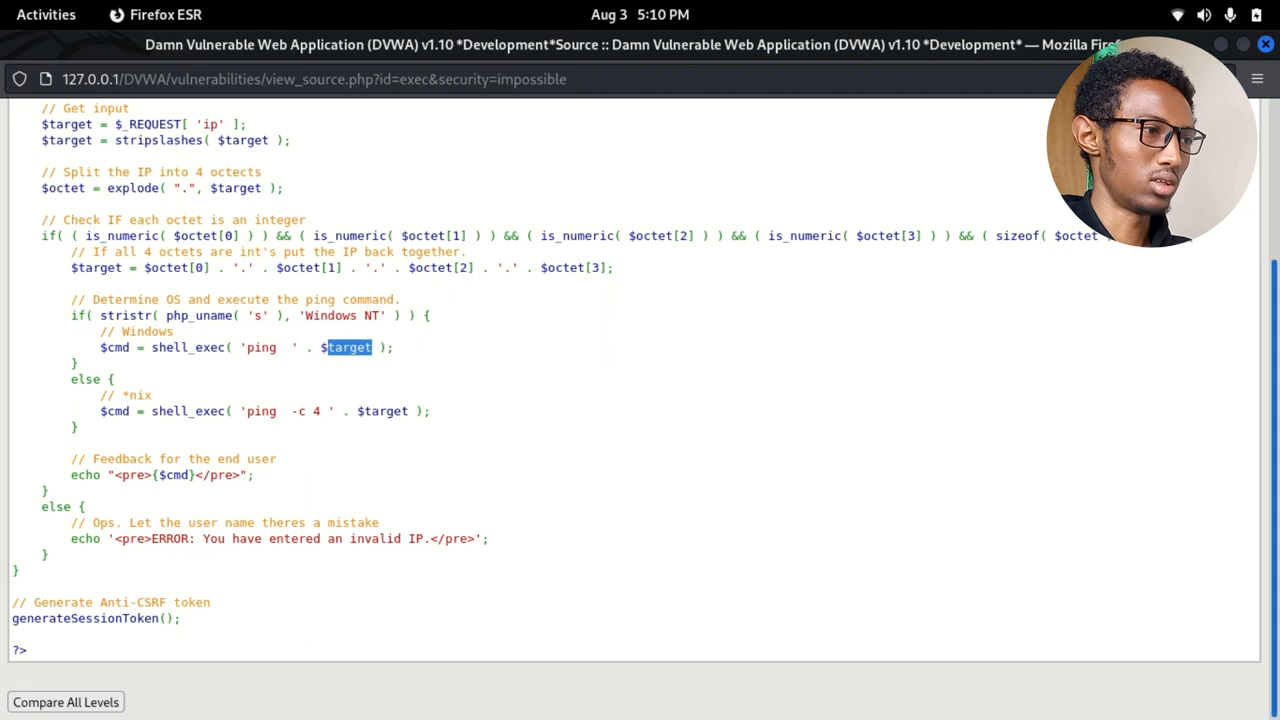 Activities Firefox ESR Aug 3 5:10 PM
Damn Vulnerable Web Application (DVWA) v1.10 *Development*Source :: Damn Vulnerable Web Application (DVWA) v1.10 *Development* — Mozilla
127.0.0.1/DVWA/vulnerabilities/view_source.php?id=exec&security=impossible
// Get input
$target = $_REQUEST[ 'ip' ];
$target = stripslashes( $target );
// Split the IP into 4 octects
$octet = explode( ".", $target );
// Check IF each octet is an integer
if( ( is_numeric( $octet[0] ) ) && ( is_numeric( $octet[1] ) ) && ( is_numeric( $octet[2] ) ) && ( is_numeric( $octet[3] ) ) && ( sizeof( $octet
// If all 4 octets are int's put the IP back together.
$target = $octet[0] . '.' . $octet[1] . '.' . $octet[2] . '.' . $octet[3];
// Determine OS and execute the ping command.
if( stristr( php_uname( 's' ), 'Windows NT' ) ) {
// Windows
$cmd = shell_exec( 'ping  ' . $target );
}
else {
// *nix
$cmd = shell_exec( 'ping  -c 4 ' . $target );
}
// Feedback for the end user
echo "<pre>{$cmd}</pre>";
}
else {
// Ops. Let the user name theres a mistake
echo '<pre>ERROR: You have entered an invalid IP.</pre>';
}
}
// Generate Anti-CSRF token
generateSessionToken();
?>
Compare All Levels